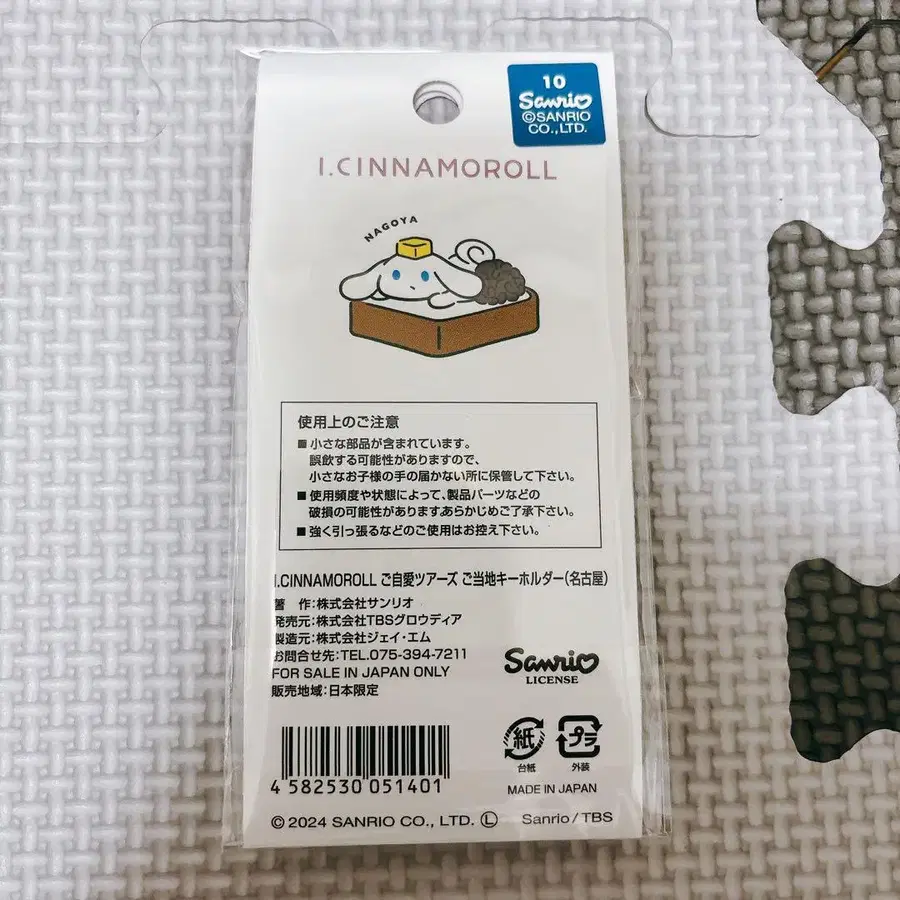 10
Sanrio
©SANRIO
CO.,LTD.
I.CINNAMOROLL
NAGOYA
使用上のご注意
■小さな部品が含まれています。
誤飲する可能性がありますので、
小さなお子様の手の届かない所に保管して下さい。
■使用頻度や状態によって、製品パーツなどの
破損の可能性がありますあらかじめご了承下さい。
■強く引っ張るなどのご使用はお控え下さい。
I.CINNAMOROLL ご自愛ツアーズ ご当地キーホルダー(名古屋)
著 作:株式会社サンリオ
発売元:株式会社TBSグロウディア
製造元:株式会社ジェイ・エム
お問合せ先:TEL.075-394-7211
FOR SALE IN JAPAN ONLY
販売地域:日本限定
Sanrio
LICENSE
紙
台紙
プラ
外装
4 582530 051401
MADE IN JAPAN
©2024 SANRIO CO., LTD. Ⓛ Sanrio/TBS